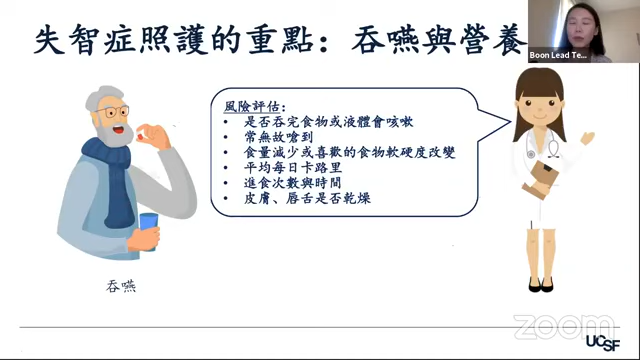 失智症照護的重點：吞嚥與營養
Boon Lead Te...
風險評估:
• 是否吞完食物或液體會咳嗽
• 常無故嗆到
• 食量減少或喜歡的食物軟硬度改變
• 平均每日卡路里
• 進食次數與時間
• 皮膚、唇舌是否乾燥
吞嚥
zoom
UCSF